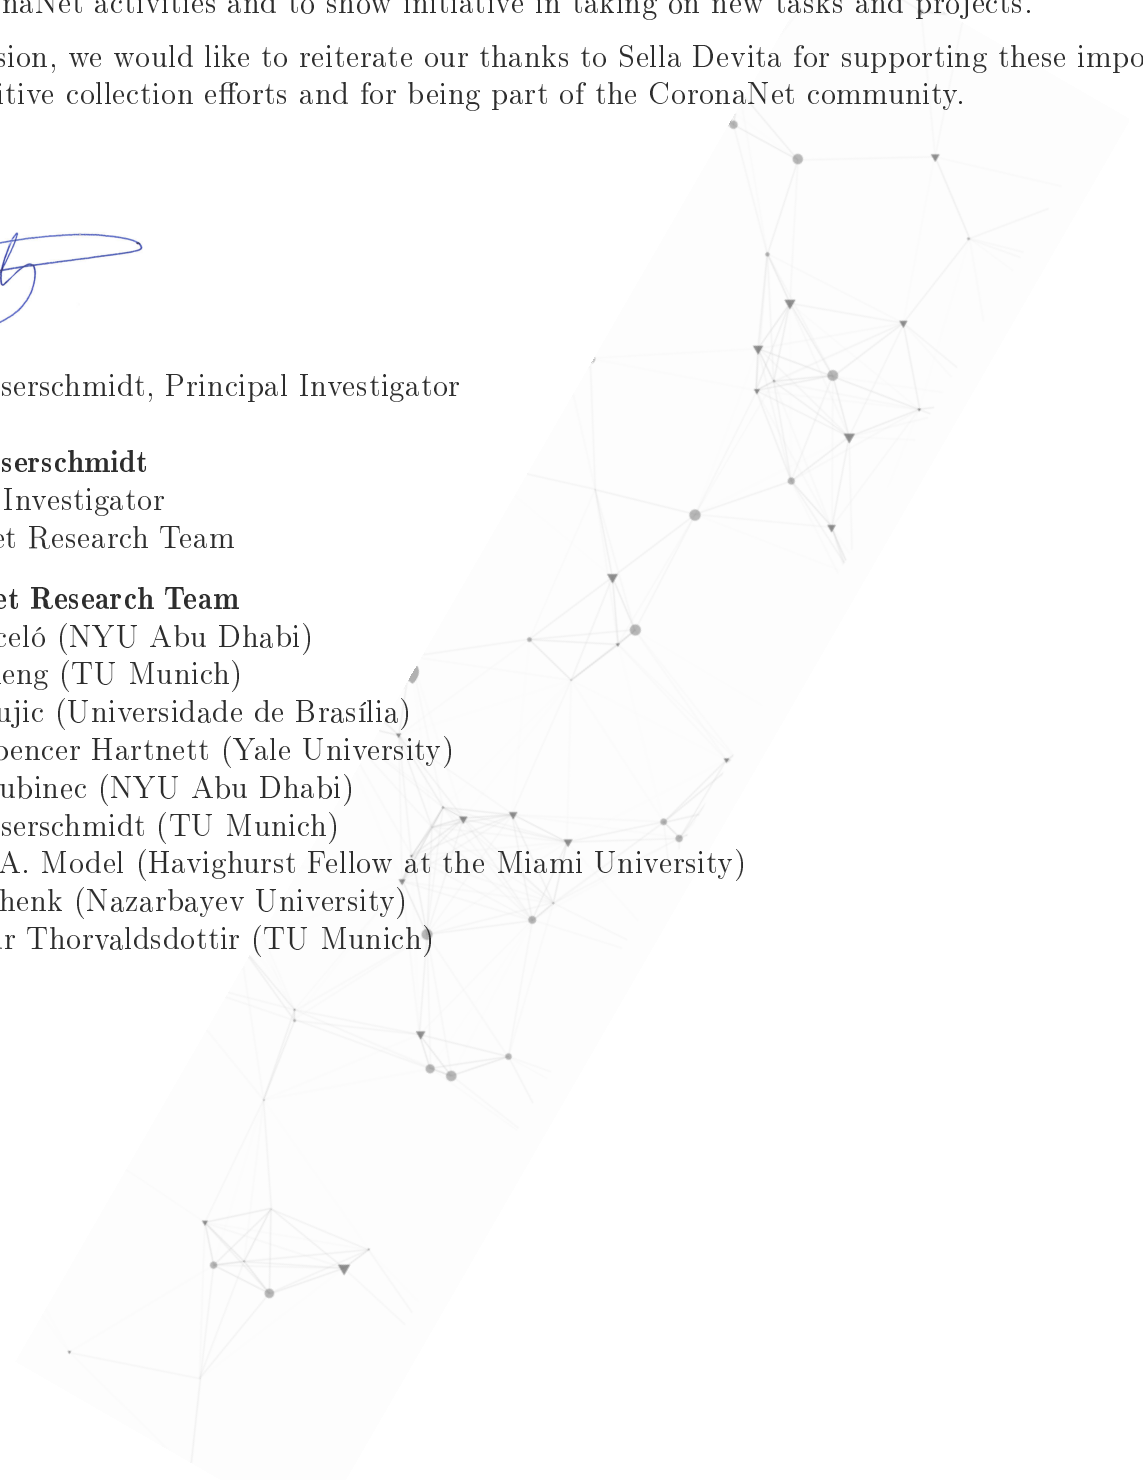 naNet activities and to show initiative in taking on new tasks and projects.
sion, we would like to reiterate our thanks to Sella Devita for supporting these impo
itive collection efforts and for being part of the CoronaNet community.
serschmidt, Principal Investigator
serschmidt
Investigator
et Research Team
et Research Team
celó (NYU Abu Dhabi)
eng (TU Munich)
ujic (Universidade de Brasília)
pencer Hartnett (Yale University)
ubinec (NYU Abu Dhabi)
serschmidt (TU Munich)
A. Model (Havighurst Fellow at the Miami University)
henk (Nazarbayev University)
r Thorvaldsdottir (TU Munich)